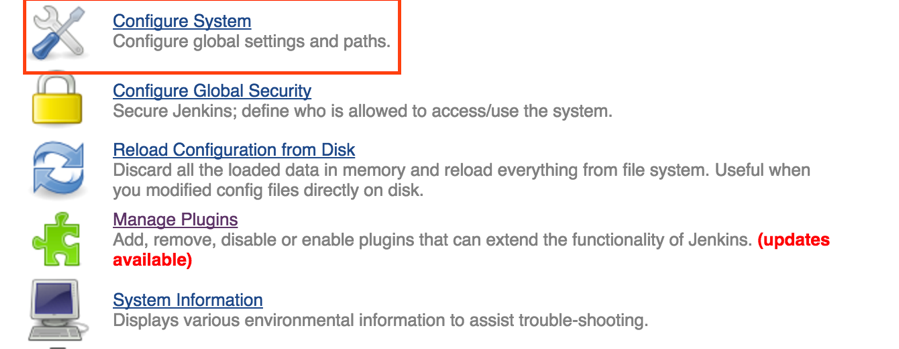 Configure System
Configure global settings and paths.
Configure Global Security
Secure Jenkins; define who is allowed to access/use the system.
Reload Configuration from Disk
Discard all the loaded data in memory and reload everything from file system. Useful when
you modified config files directly on disk.
Manage Plugins
Add, remove, disable or enable plugins that can extend the functionality of Jenkins. (updates
available)
System Information
Displays various environmental information to assist trouble-shooting.